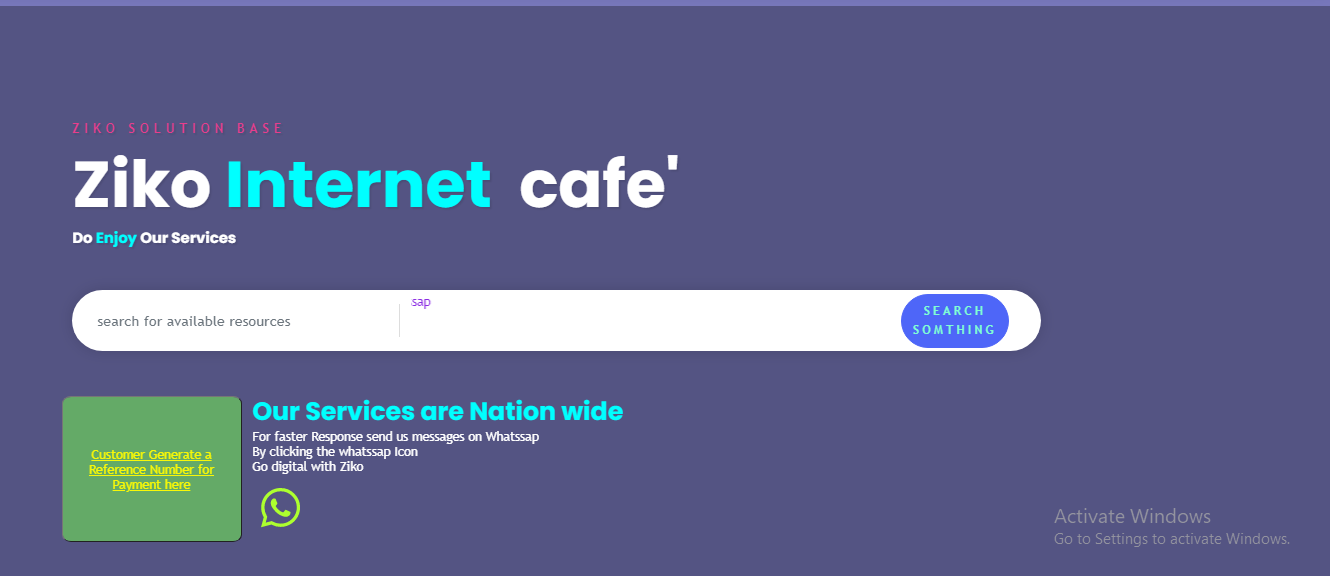 ZIKO SOLUTION BASE
Ziko Internet cafe'
Do Enjoy Our Services
search for available resources
sap
SEARCH
SOMTHING
Customer Generate a
Reference Number for
Payment here
Our Services are Nation wide
For faster Response send us messages on Whatssap
By clicking the whatssap Icon
Go digital with Ziko
Activate Windows
Go to Settings to activate Windows.